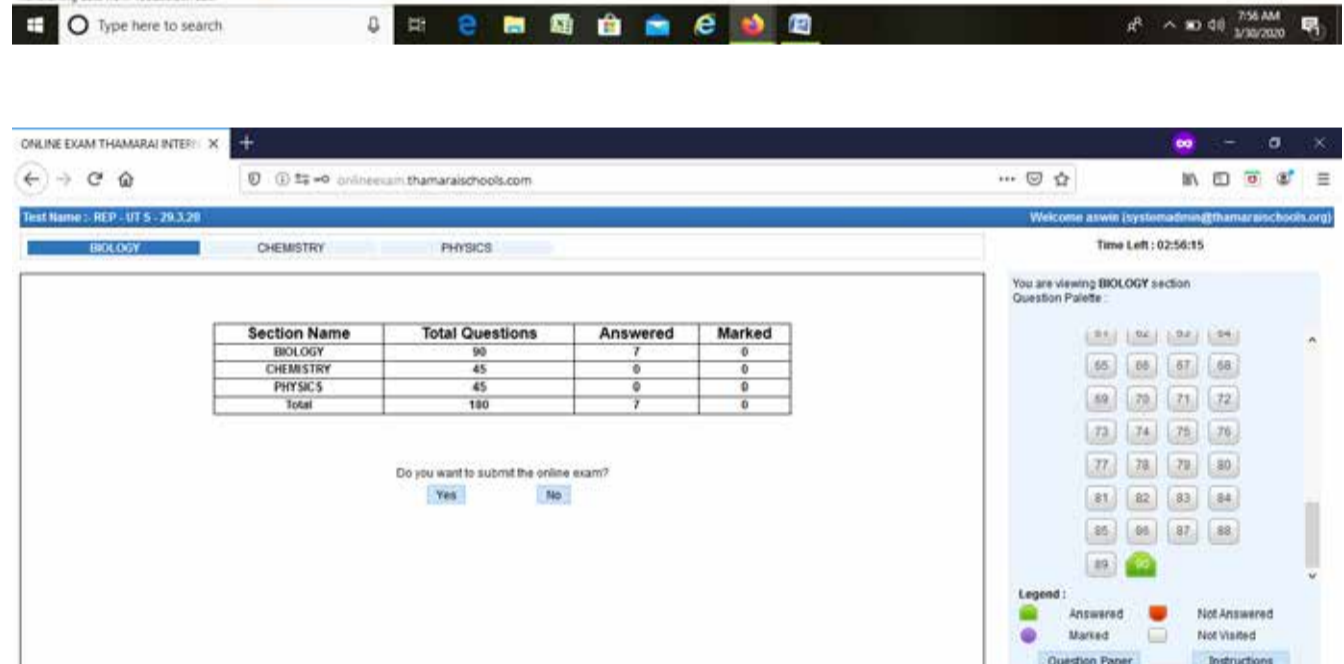 Type here to search
7:56 AM
3/30/2020
ONLINE EXAM THAMARAI INTER
onlineexam.thamaraischools.com
Test Name :- REP - UT 5 - 29.3.20
Welcome aswin (systemadmin@thamaraischools.org)
BIOLOGY CHEMISTRY PHYSICS
Time Left : 02:56:15
You are viewing BIOLOGY section
Question Palette :
Section Name Total Questions Answered Marked
BIOLOGY 90 7 0
CHEMISTRY 45 0 0
PHYSICS 45 0 0
Total 180 7 0
Do you want to submit the online exam?
Yes No
61 62 63 64
65 66 67 68
69 70 71 72
73 74 75 76
77 78 79 80
81 82 83 84
85 86 87 88
89 90
Legend :
Answered Not Answered
Marked Not Visited
Question Paper Instructions